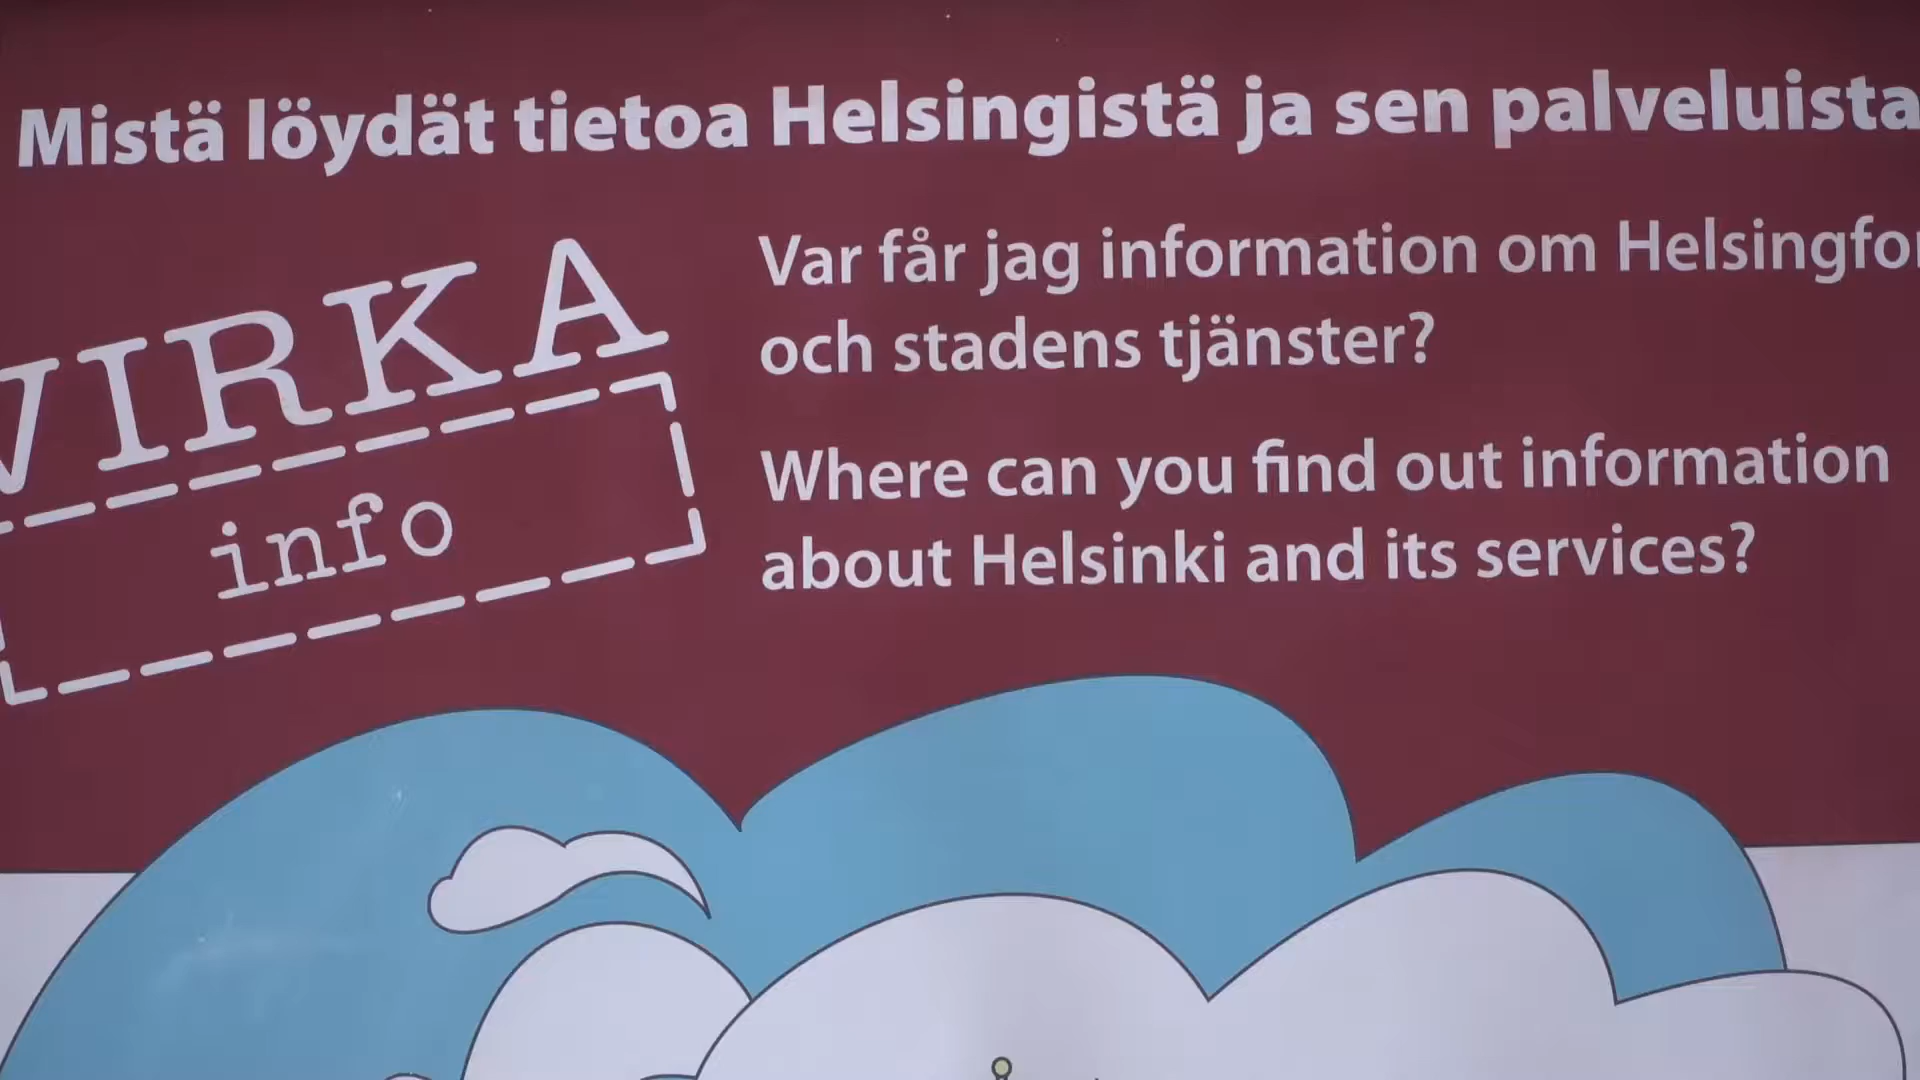 Mistä löydät tietoa Helsingistä ja sen palveluista
VIRKA
info
Var får jag information om Helsingfor
och stadens tjänster?
Where can you find out information
about Helsinki and its services?